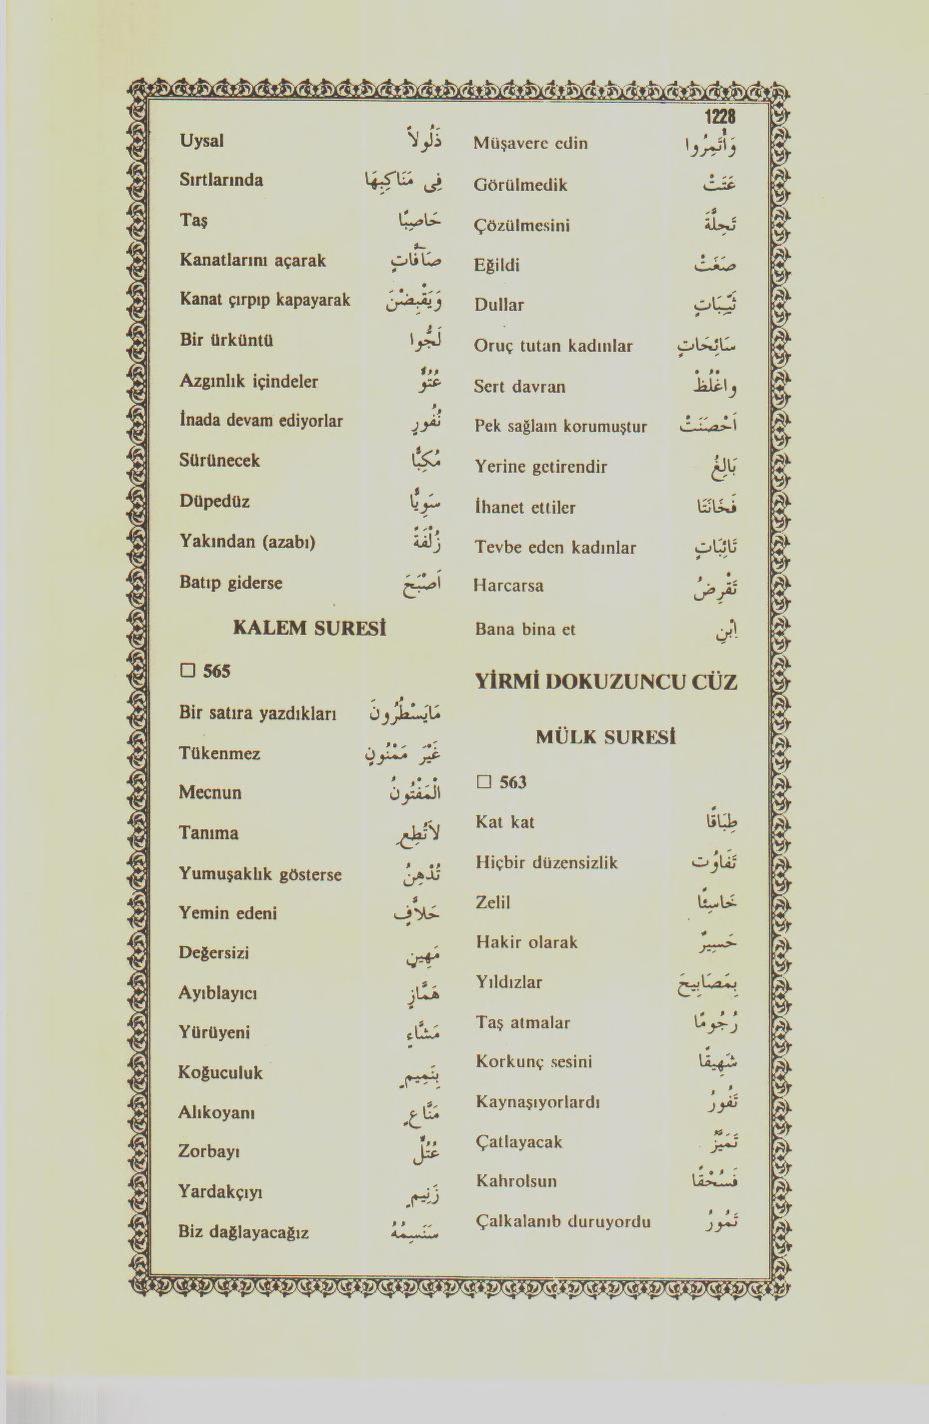 1228
Müşavere edin وَأْتَمِرُوا
Görülmedik عَتَتْ
Çözülmesini تَحِلَّةَ
Eğildi صَغَتْ
Dullar ثَيِّبَاتٍ
Oruç tutan kadınlar سَائِحَاتٍ
Sert davran واغْلُظْ
Pek sağlam korumuştur اَحْصَنَتْ
Yerine getirendir بَالِغُ
İhanet ettiler فَخَانَتَا
Tevbe eden kadınlar تَائِبَاتٍ
Harcarsa تَقْرِضُ
Bana bina et ابْنِ
YİRMİ DOKUZUNCU CÜZ
MÜLK SURESİ
□ 563
Kat kat طِبَاقًا
Hiçbir düzensizlik تَفَاوُت
Zelil خَاسِئًا
Hakir olarak حَسِيرٌ
Yıldızlar بِمَصَابِيحَ
Taş atmalar رُجُومًا
Korkunç sesini شَهِيقًا
Kaynaşıyorlardı تَفُورُ
Çatlayacak تَمَيَّزُ
Kahrolsun فَسُحْقًا
Çalkalanıb duruyordu تَمُورُ
Uysal ذَلُولاً
Sırtlarında فِى مَنَاكِبِهَا
Taş حَاصِبًا
Kanatlarını açarak صَآفَّاتٍ
Kanat çırpıp kapayarak وَيَقْبِضْنَ
Bir ürküntü لَجُّوا
Azgınlık içindeler عُتُوٍّ
İnada devam ediyorlar نُفُورٍ
Sürünecek مُكِبًّا
Düpedüz سَوِيًّا
Yakından (azabı) زُلْفَةً
Batıp giderse اَصْبَحَ
KALEM SURESİ
□ 565
Bir satıra yazdıkları مَايَسْطُرُونَ
Tükenmez غَيْرَ مَمْنُونٍ
Mecnun الْمَفْتُونُ
Tanıma لاَتُطِعِ
Yumuşaklık gösterse تُدْهِنُ
Yemin edeni حَلاَّفٍ
Değersizi مَهِينٍ
Ayıblayıcı هَمَّازٍ
Yürüyeni مَشَّاءٍ
Koğuculuk بِنَمِيمٍ
Alıkoyanı مَنَّاعٍ
Zorbayı عُتُلٍّ
Yardakçıyı زَنِيمٍ
Biz dağlayacağız سَنَسِمُهُ